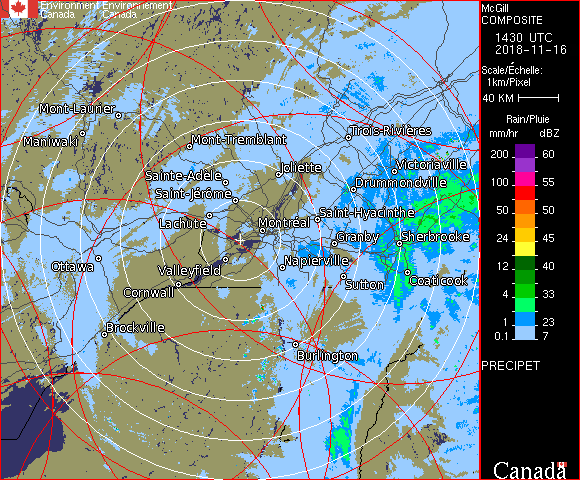 Environment Environnement
Canada Canada
McGill
COMPOSITE
1430 UTC
2018-11-16
Scale/Échelle:
1km/Pixel
40 KM
Rain/Pluie
mm/hr dBZ
200 60
100 55
50 50
24 45
12 40
4 33
1 23
0.1 7
PRECIPET
Canada
Mont-Laurier
Maniwaki
Mont-Tremblant
Trois-Rivières
Joliette
Victoriaville
Sainte-Adèle
Drummondville
Saint-Jérôme
Saint-Hyacinthe
Lachute
Montréal
Granby
Sherbrooke
Ottawa
Valleyfield
Napierville
Cornwall
Sutton
Coaticook
Brockville
Burlington